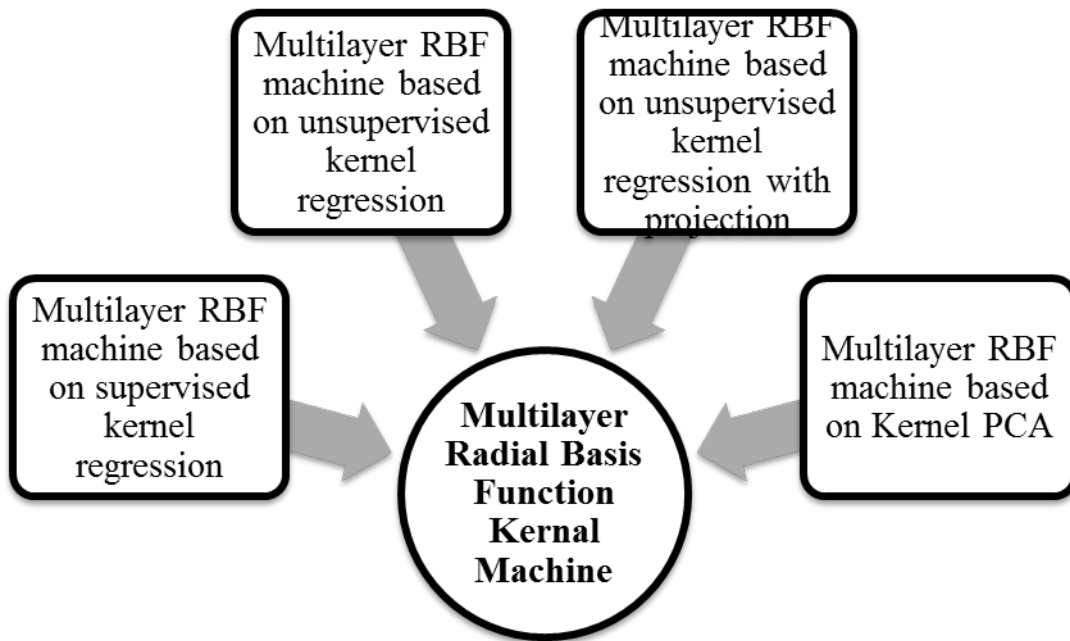 Multilayer RBF
machine based
on unsupervised
kernel
regression
Multilayer RBF
machine based
on unsupervised
kernel
regression with
projection
Multilayer RBF
machine based
on supervised
kernel
regression
Multilayer RBF
machine based
on Kernel PCA
Multilayer
Radial Basis
Function
Kernal
Machine